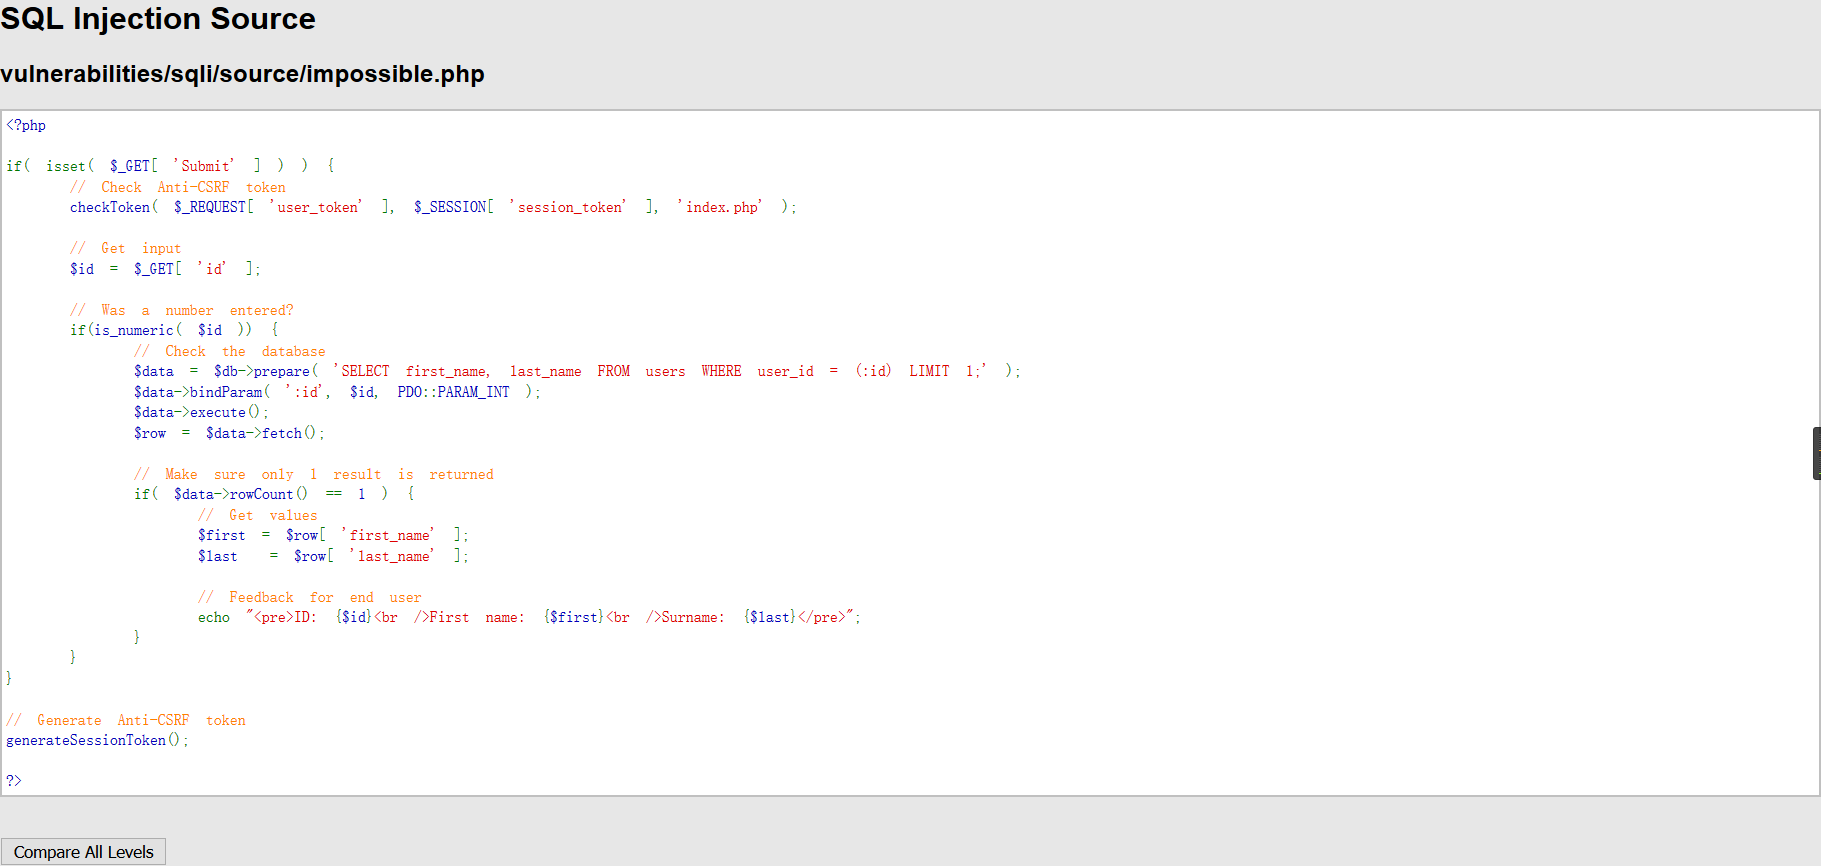 SQL Injection Source
vulnerabilities/sqli/source/impossible.php
<?php
if( isset( $_GET[ 'Submit' ] ) ) {
// Check Anti-CSRF token
checkToken( $_REQUEST[ 'user_token' ], $_SESSION[ 'session_token' ], 'index.php' );
// Get input
$id = $_GET[ 'id' ];
// Was a number entered?
if(is_numeric( $id )) {
// Check the database
$data = $db->prepare( 'SELECT first_name, last_name FROM users WHERE user_id = (:id) LIMIT 1;' );
$data->bindParam( ':id', $id, PDO::PARAM_INT );
$data->execute();
$row = $data->fetch();
// Make sure only 1 result is returned
if( $data->rowCount() == 1 ) {
// Get values
$first = $row[ 'first_name' ];
$last = $row[ 'last_name' ];
// Feedback for end user
echo "<pre>ID: {$id}<br />First name: {$first}<br />Surname: {$last}</pre>";
}
}
}
// Generate Anti-CSRF token
generateSessionToken();
?>
Compare All Levels